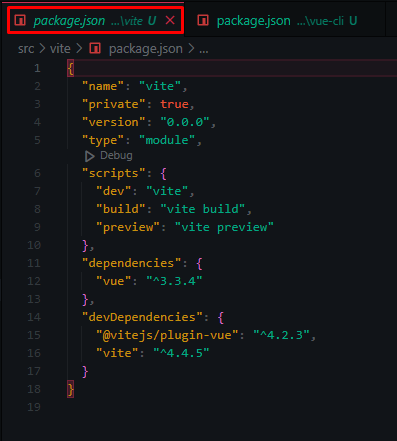 package.json ...\vite U × package.json ...\vue-cli U
src > vite > package.json > ...
1 {
2 "name": "vite",
3 "private": true,
4 "version": "0.0.0",
5 "type": "module",
Debug
6 "scripts": {
7 "dev": "vite",
8 "build": "vite build",
9 "preview": "vite preview"
10 },
11 "dependencies": {
12 "vue": "^3.3.4"
13 },
14 "devDependencies": {
15 "@vitejs/plugin-vue": "^4.2.3",
16 "vite": "^4.4.5"
17 }
18 }
19